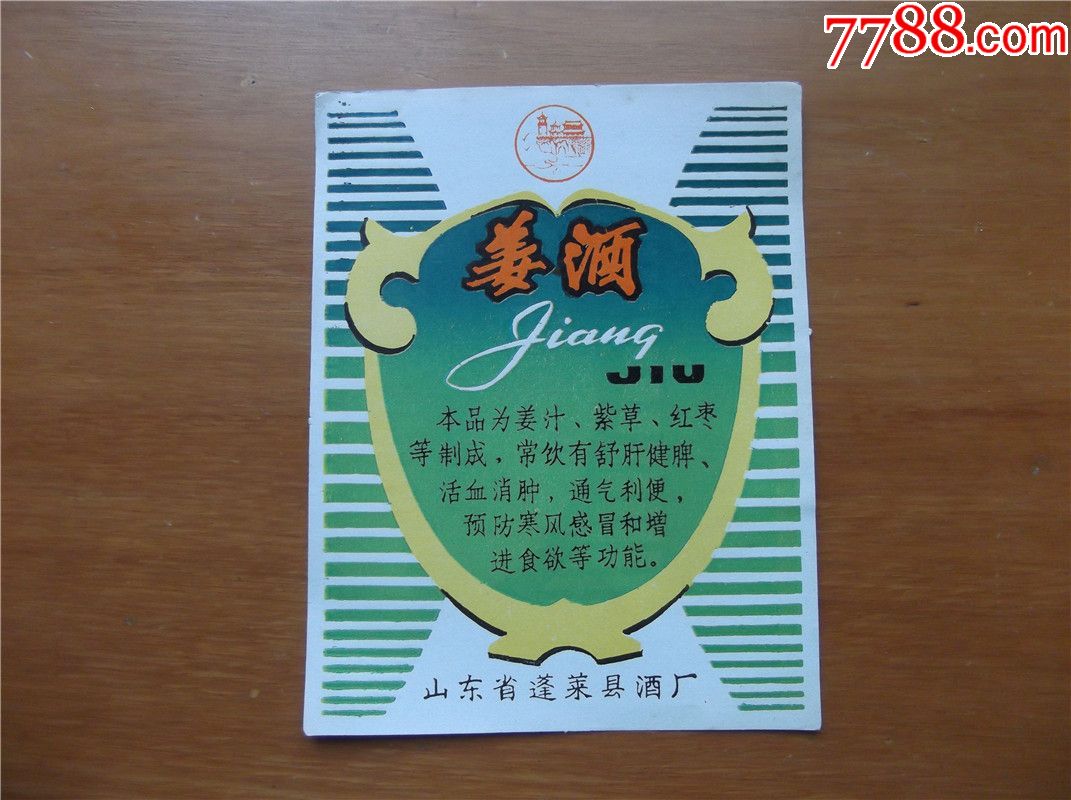 7788.com
姜酒
Jiang
JIU
本品为姜汁、紫草、红枣
等制成，常饮有舒肝健脾、
活血消肿，通气利便，
预防寒风感冒和增
进食欲等功能。
山东省蓬莱县酒厂